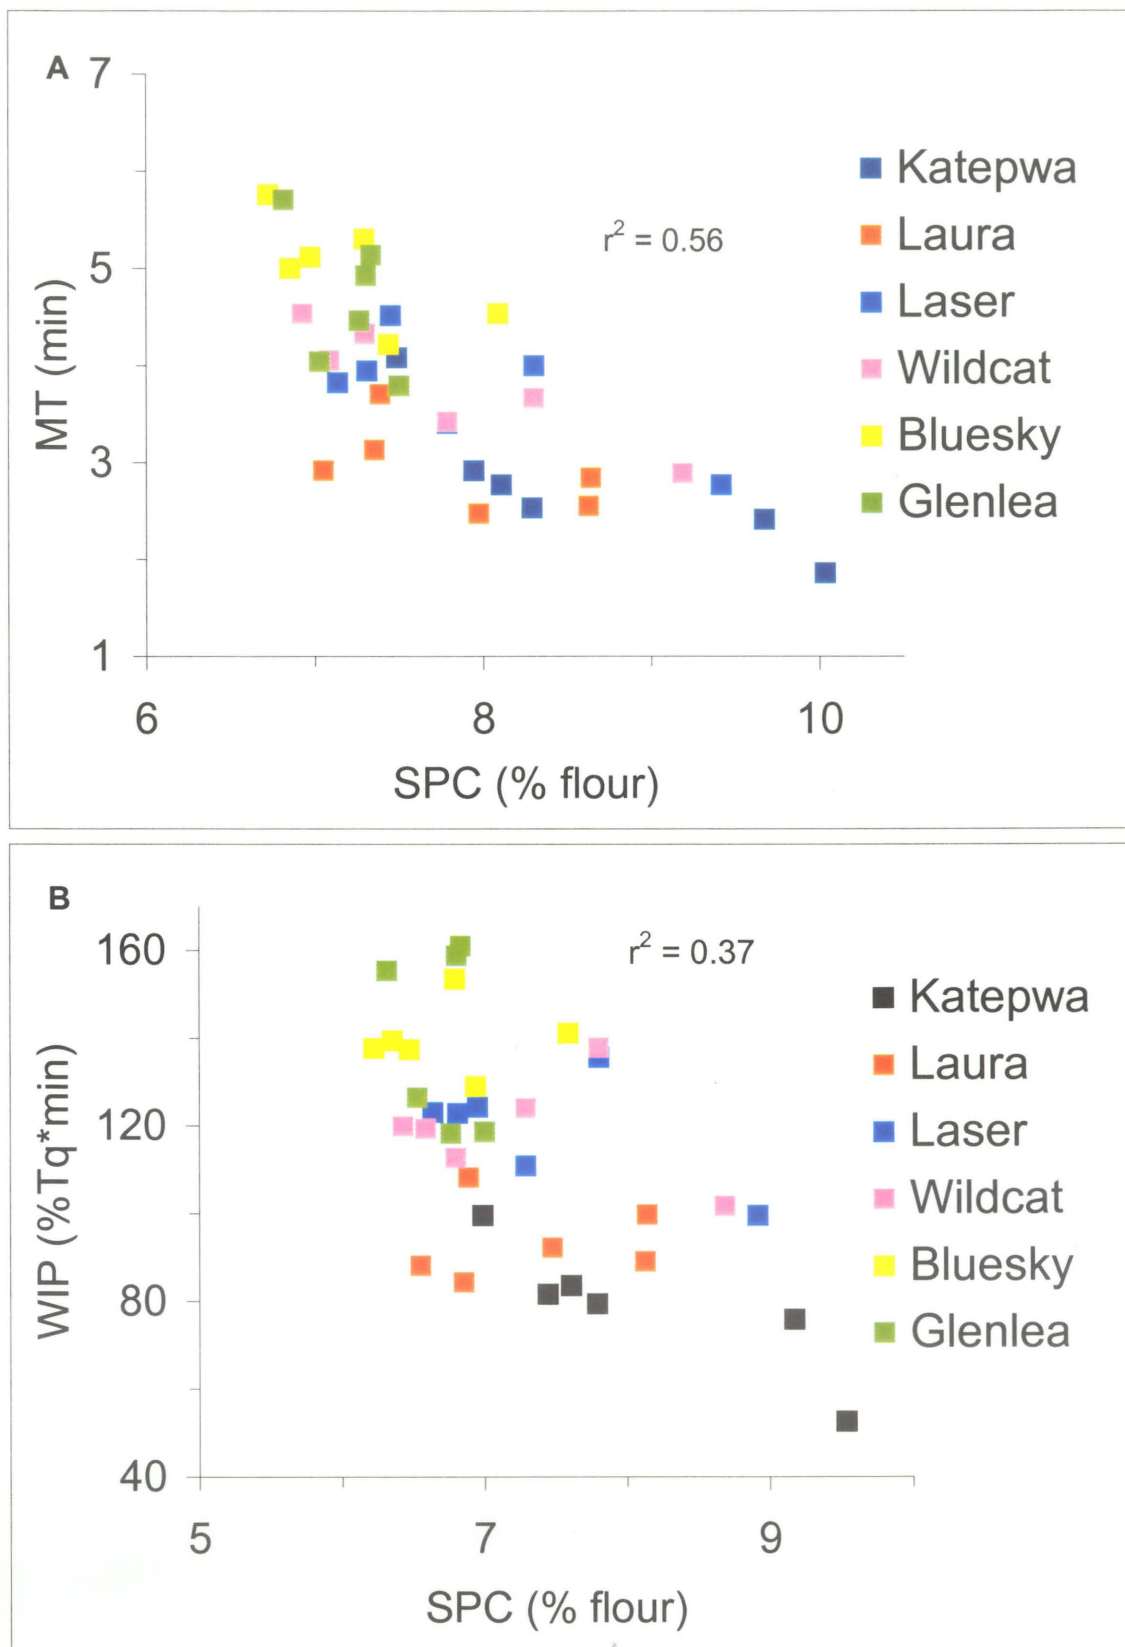 A
7
5
3
1
MT (min)
r² = 0.56
Katepwa
Laura
Laser
Wildcat
Bluesky
Glenlea
6 8 10
SPC (% flour)
B
160
120
80
40
WIP (%Tq*min)
r² = 0.37
Katepwa
Laura
Laser
Wildcat
Bluesky
Glenlea
5 7 9
SPC (% flour)